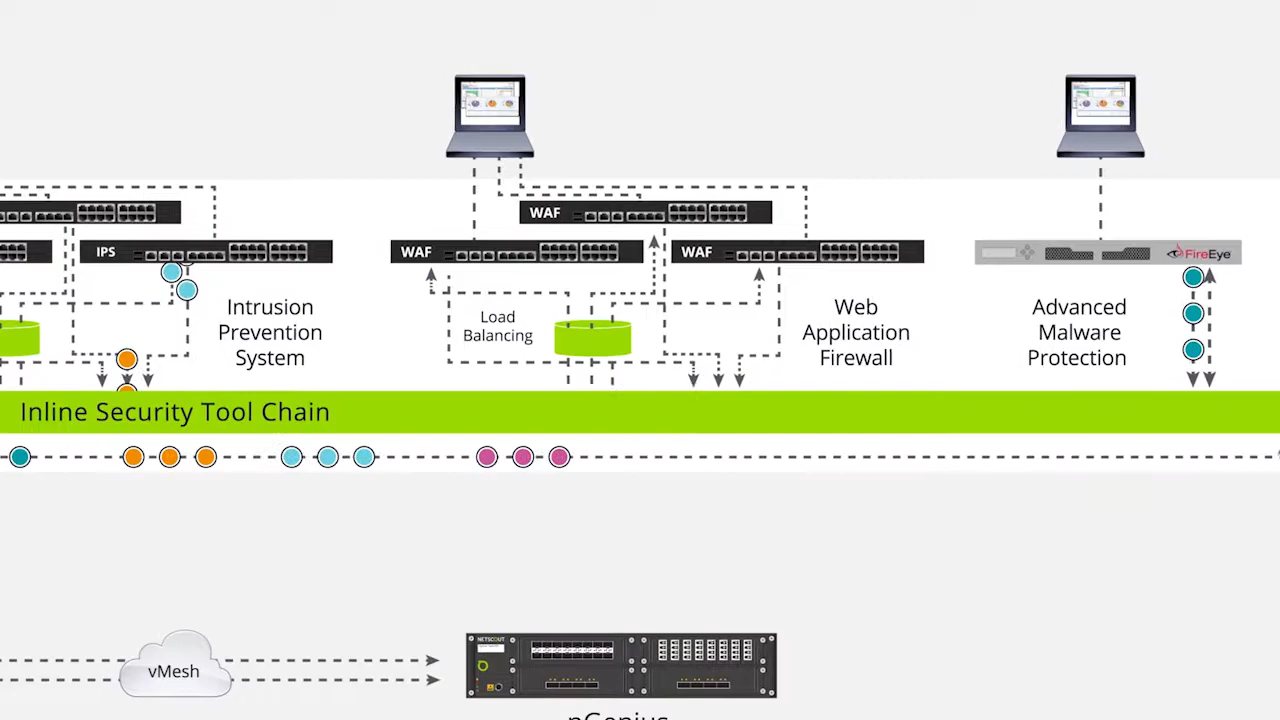 WAF
IPS
WAF
WAF
FireEye
Intrusion
Prevention
System
Load
Balancing
Web
Application
Firewall
Advanced
Malware
Protection
Inline Security Tool Chain
NETSCOUT
vMesh
nGenius